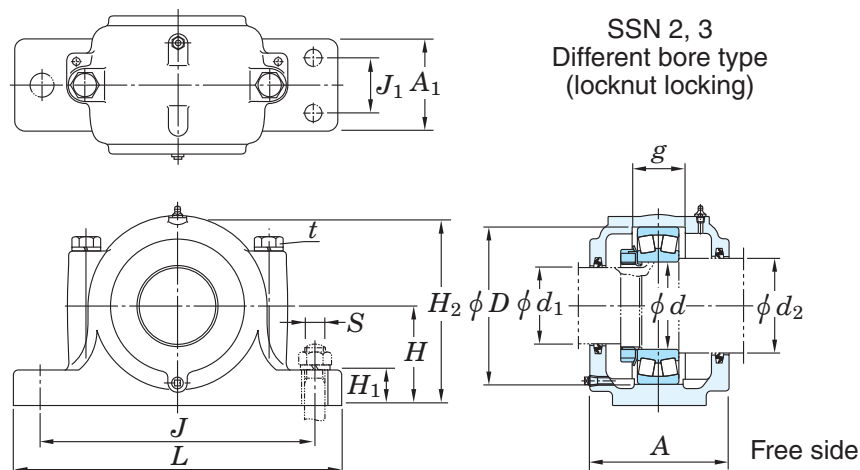 SSN 2, 3
Different bore type
(locknut locking)
J₁ A₁
g
t
H₂ φD φd₁ φd φd₂
S
H
H₁
J
L
A
Free side